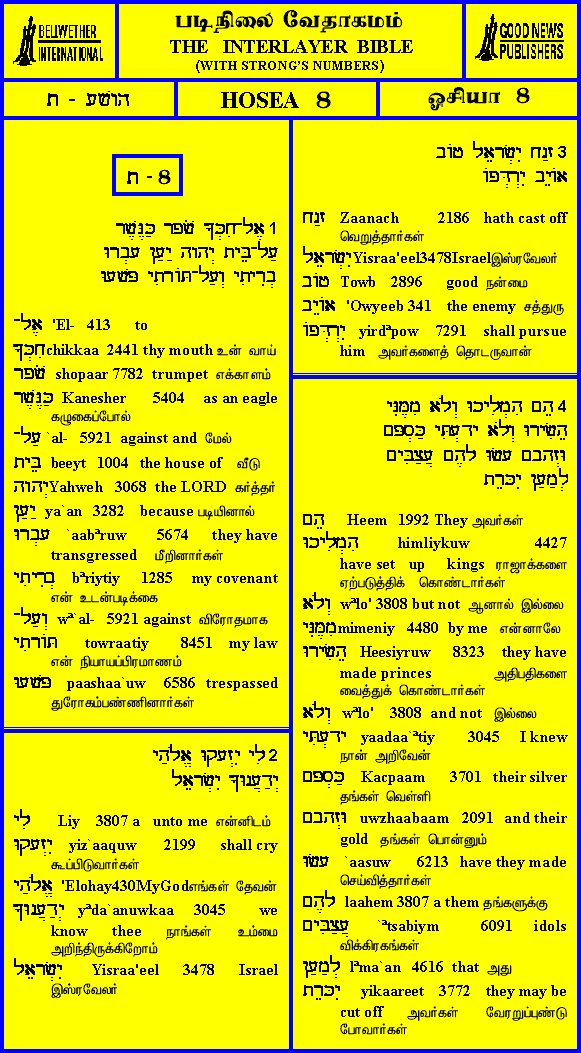 BELLWETHER
INTERNATIONAL
படிநிலை வேதாகமம்
THE INTERLAYER BIBLE
(WITH STRONG'S NUMBERS)
GOOD NEWS
PUBLISHERS
הושע - ח
HOSEA 8
ஓசியா 8
ח - 8
1 אֶל־חִכְּךָ שֹׁפָר כַּנֶּשֶׁר
עַל־בֵּית יְהוָה יַעַן עָבְרוּ
בְרִיתִי וְעַל־תּוֹרָתִי פָּשָׁעוּ
אֶל־ 'El- 413 to
חִכְּךָ chikkaa 2441 thy mouth உன் வாய்
שֹׁפָר shopaar 7782 trumpet எக்காளம்
כַּנֶּשֶׁר Kanesher 5404 as an eagle
கழுகைப்போல்
עַל־ `al- 5921 against and மேல்
בֵּית beeyt 1004 the house of வீடு
יְהוָה Yahweh 3068 the LORD கர்த்தர்
יַעַן ya`an 3282 because படியினால்
עָבְרוּ `aabªruw 5674 they have
transgressed மீறினார்கள்
בְרִיתִי bªriytiy 1285 my covenant
என் உடன்படிக்கை
וְעַל־ wª`al- 5921 against விரோதமாக
תּוֹרָתִי towraatiy 8451 my law
என் நியாயப்பிரமாணம்
פָּשָׁעוּ paashaa`uw 6586 trespassed
துரோகம்பண்ணினார்கள்
2 לִי יִזְעָקוּ אֱלֹהַי
יְדַעֲנוּךָ יִשְׂרָאֵל
לִי Liy 3807 a unto me என்னிடம்
יִזְעָקוּ yiz`aaquw 2199 shall cry
கூப்பிடுவார்கள்
אֱלֹהַי 'Elohay430MyGodஎங்கள் தேவன்
יְדַעֲנוּךָ yªda`anuwkaa 3045 we
know thee நாங்கள் உம்மை
அறிந்திருக்கிறோம்
יִשְׂרָאֵל Yisraa'eel 3478 Israel
இஸ்ரவேலர்
3 זָנַח יִשְׂרָאֵל טוֹב
אוֹיֵב יִרְדְּפוֹ
זָנַח Zaanach 2186 hath cast off
வெறுத்தார்கள்
יִשְׂרָאֵל Yisraa'eel3478Israelஇஸ்ரவேலர்
טוֹב Towb 2896 good நன்மை
אוֹיֵב 'Owyeeb 341 the enemy சத்துரு
יִרְדְּפוֹ yirdªpow 7291 shall pursue
him அவர்களைத் தொடருவான்
4 הֵם הִמְלִיכוּ וְלֹא מִמֶּנִּי
הֵשִׂירוּ וְלֹא יָדָעְתִּי כַּסְפָּם
וּזְהָבָם עָשׂוּ לָהֶם עֲצַבִּים
לְמַעַן יִכָּרֵת
הֵם Heem 1992 They அவர்கள்
הִמְלִיכוּ himliykuw 4427
have set up kings ராஜாக்களை
ஏற்படுத்திக் கொண்டார்கள்
וְלֹא wªlo' 3808 but not ஆனால் இல்லை
מִמֶּנִּי mimeniy 4480 by me என்னாலே
הֵשִׂירוּ Heesiyruw 8323 they have
made princes அதிபதிகளை
வைத்துக் கொண்டார்கள்
וְלֹא wªlo' 3808 and not இல்லை
יָדָעְתִּי yaadaa`ªtiy 3045 I knew
நான் அறிவேன்
כַּסְפָּם Kacpaam 3701 their silver
தங்கள் வெள்ளி
וּזְהָבָם uwzhaabaam 2091 and their
gold தங்கள் பொன்னும்
עָשׂוּ `aasuw 6213 have they made
செய்வித்தார்கள்
לָהֶם laahem 3807 a them தங்களுக்கு
עֲצַבִּים `ªtsabiym 6091 idols
விக்கிரகங்கள்
לְמַעַן lªma`an 4616 that அது
יִכָּרֵת yikaareet 3772 they may be
cut off அவர்கள் வேரறுப்புண்டு
போவார்கள்